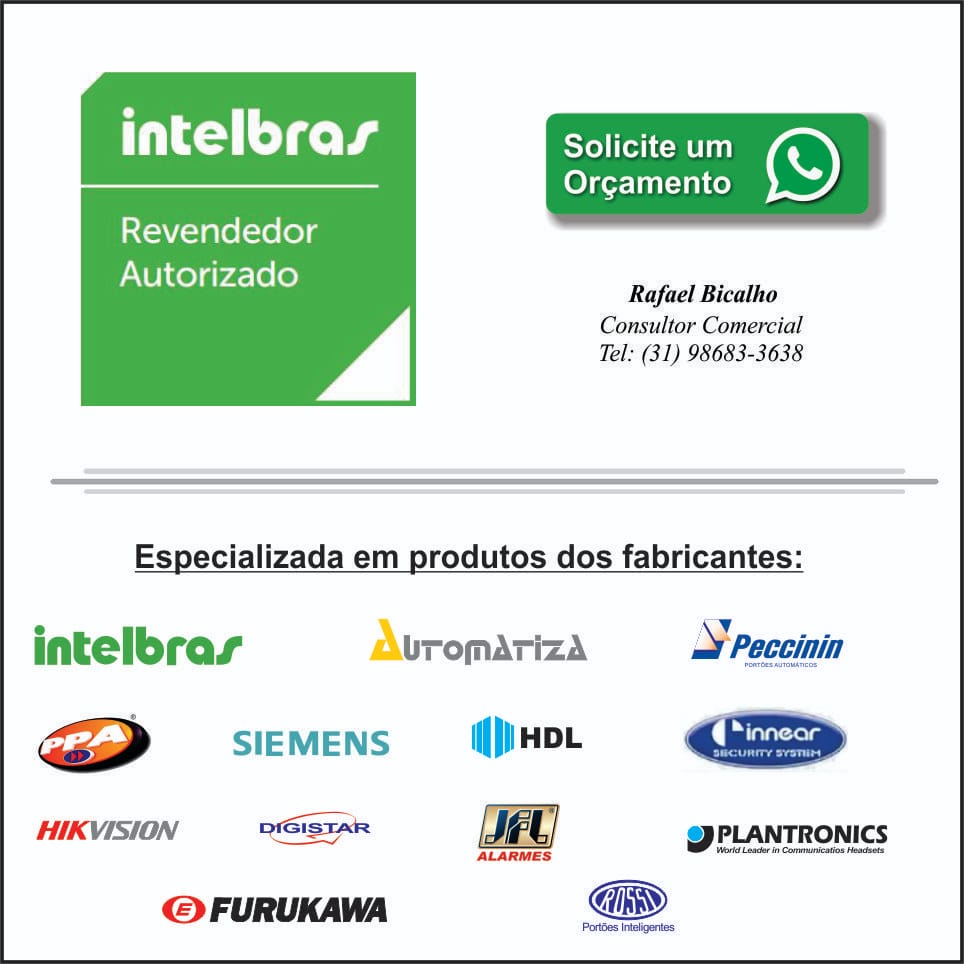 intelbras
Revendedor
Autorizado
Solicite um
Orçamento
Rafael Bicalho
Consultor Comercial
Tel: (31) 98683-3638
Especializada em produtos dos fabricantes:
intelbras
AUTOMATIZA
Peccinin
PORTÕES AUTOMÁTICOS
PPA®
SIEMENS
HDL
innear
SECURITY SYSTEM
HIKVISION
DIGISTAR
JFL®
ALARMES
PLANTRONICS
World Leader in Communicatios Headsets
E FURUKAWA
ROSSI
Portões Inteligentes